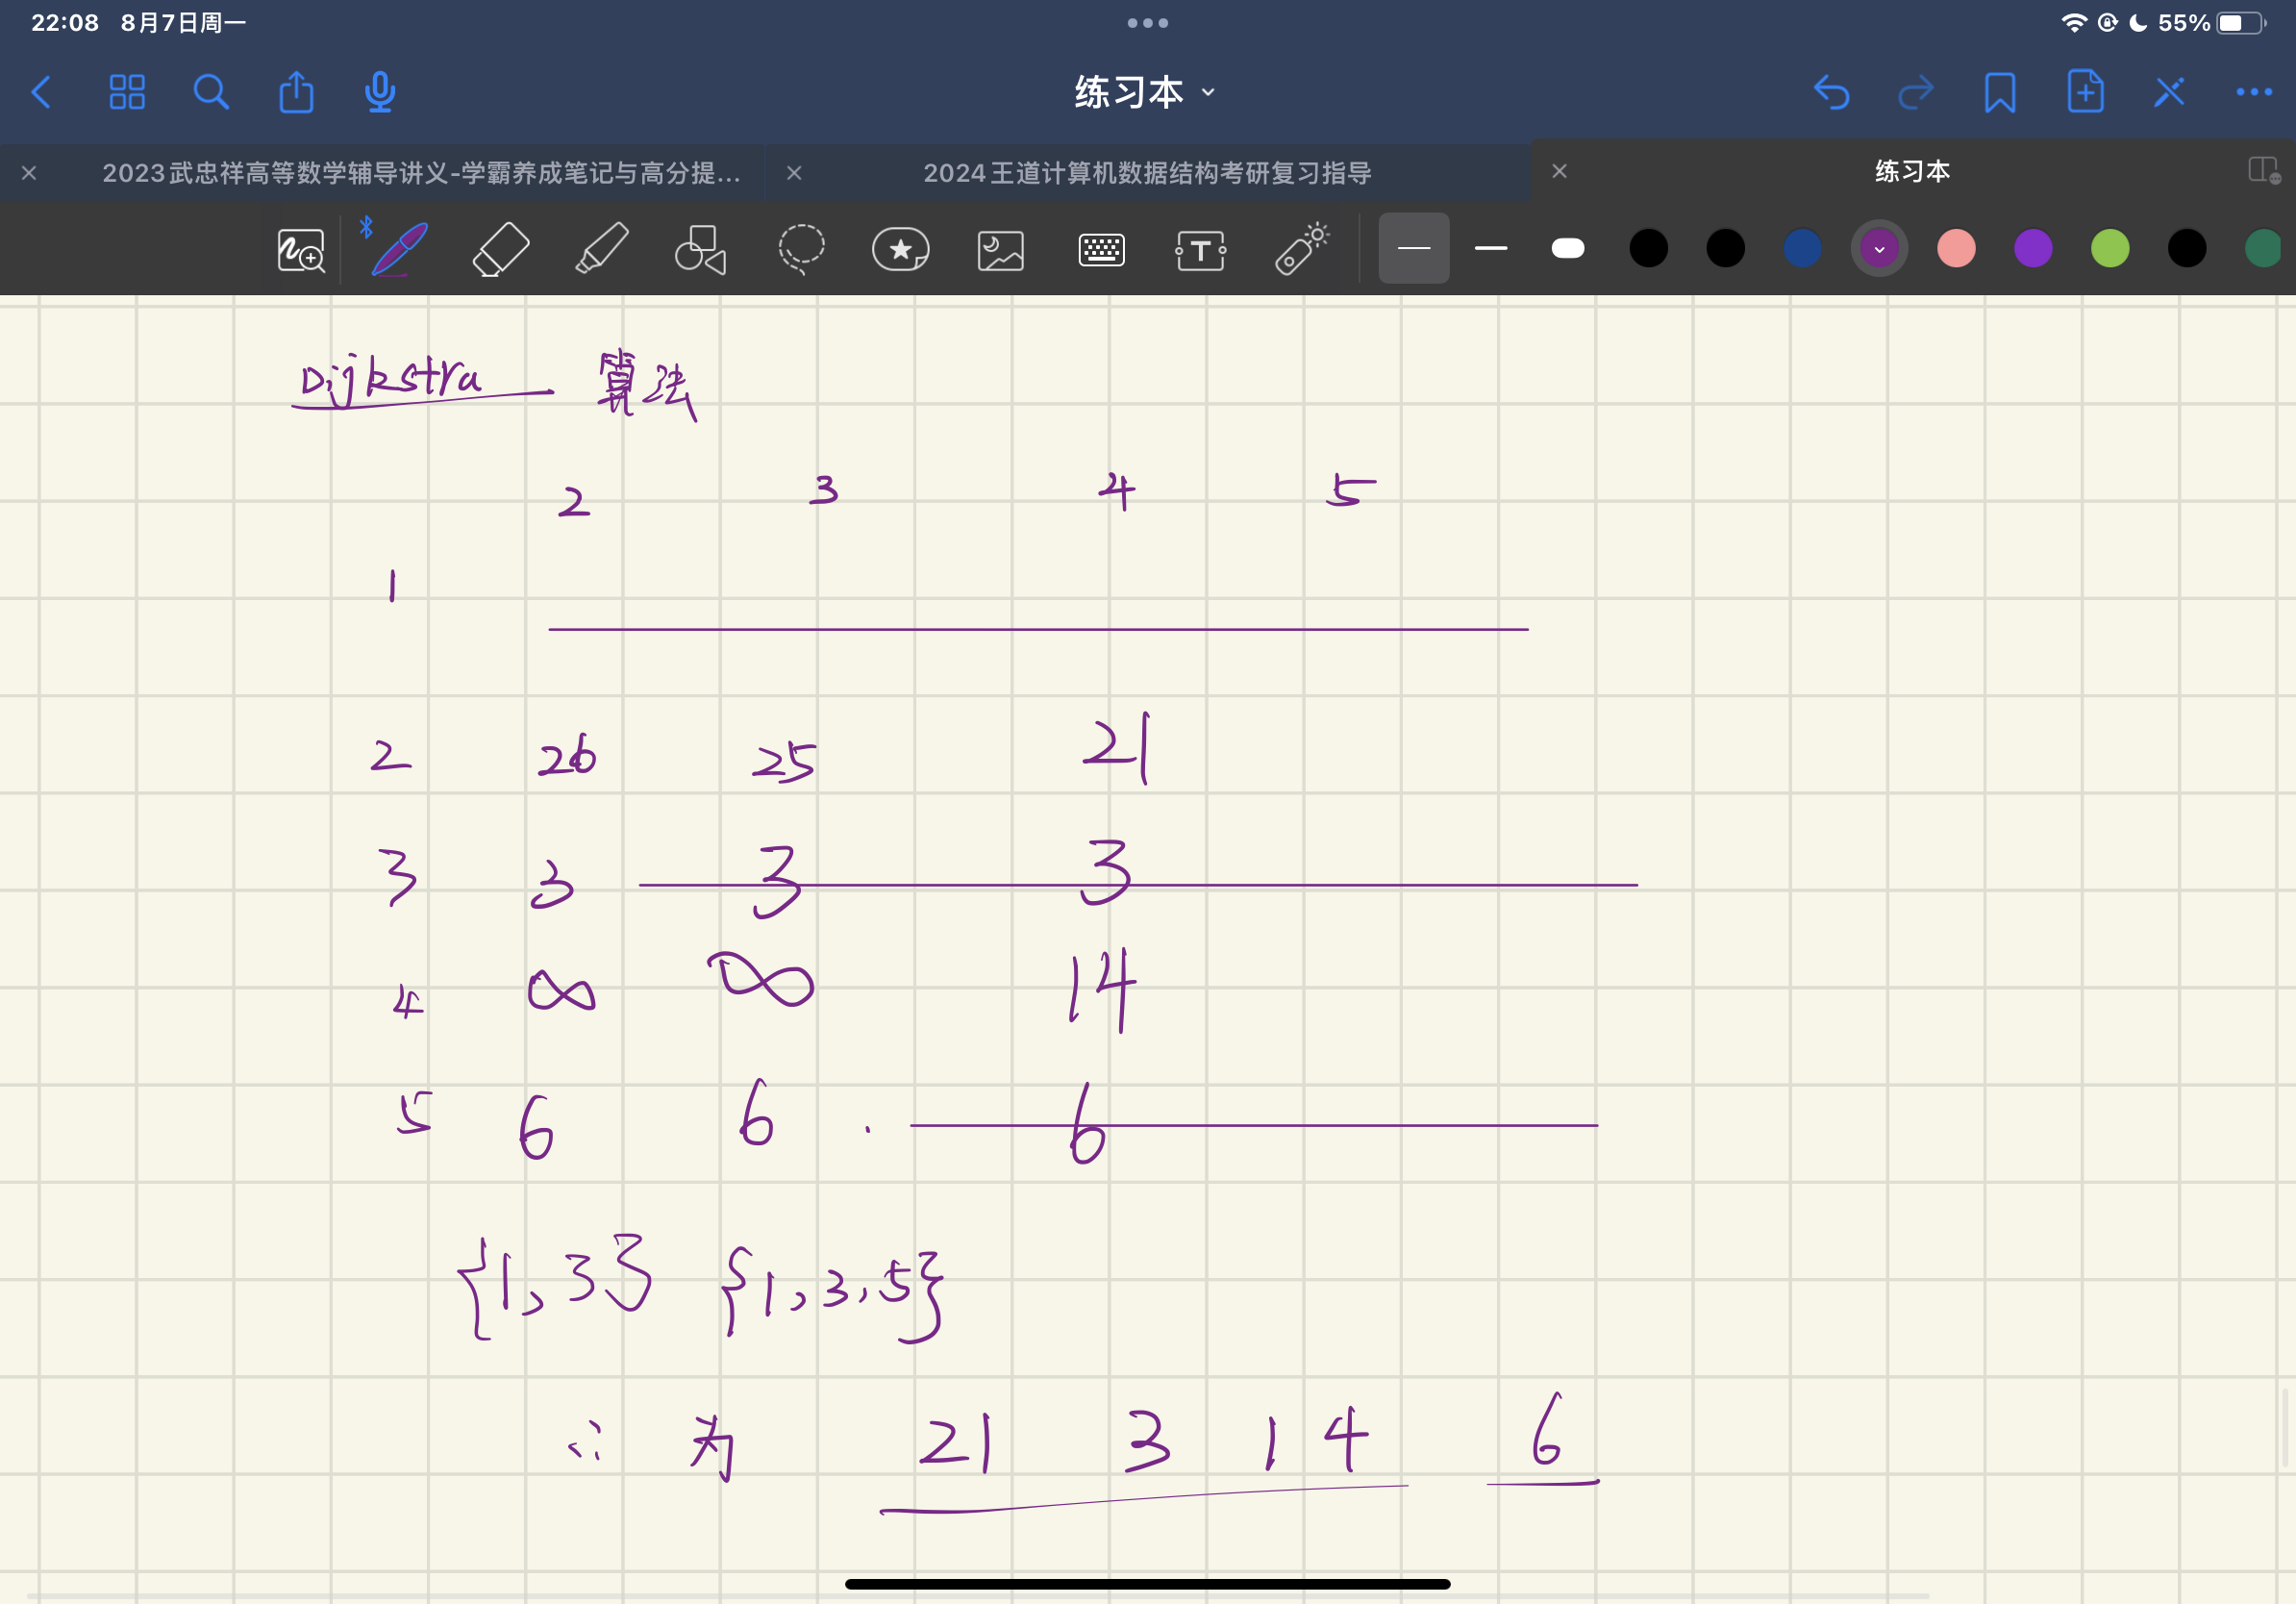 22:08 8月7日周一
55%
练习本
2023武忠祥高等数学辅导讲义-学霸养成笔记与高分提...
2024王道计算机数据结构考研复习指导
练习本
T
Dijkstra 算法
2 3 4 5
1
2 26 25 21
3 3 3 3
4 ∞ ∞ 14
5 6 6 . 6
{1,3} {1,3,5}
∴ 为 21 3 14 6